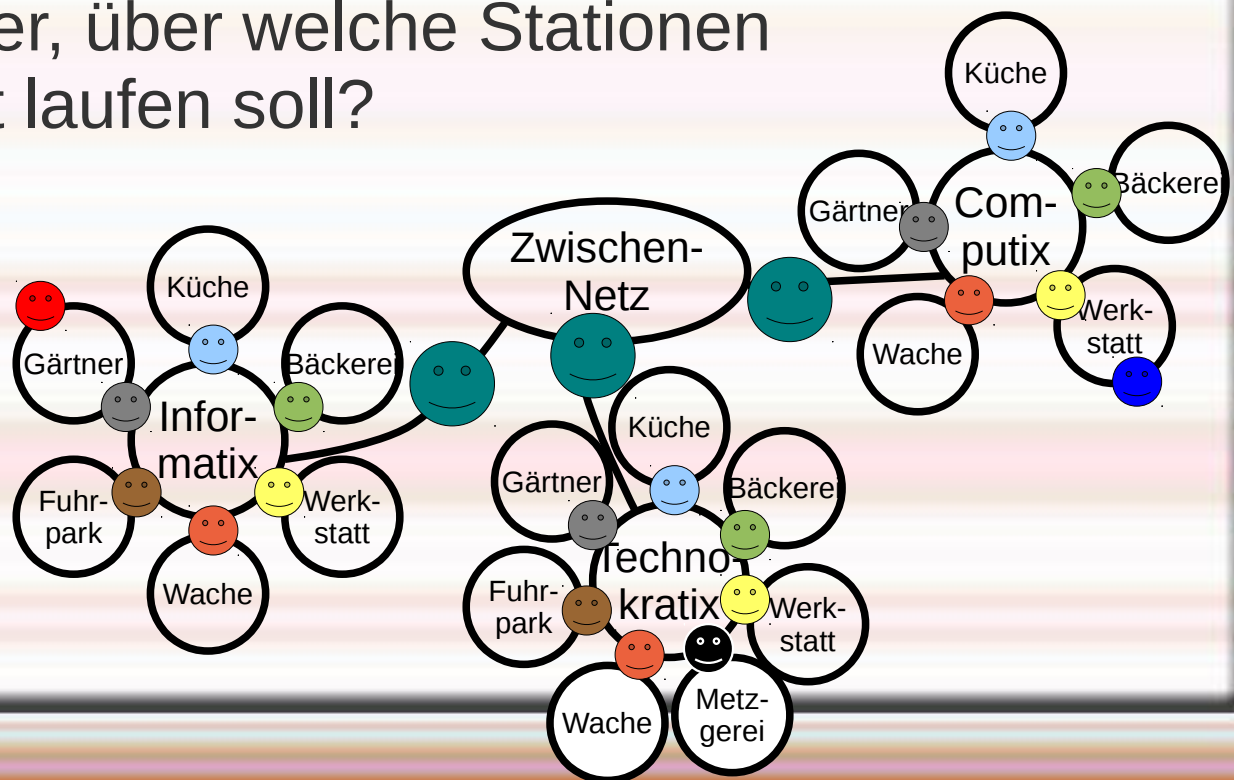 er, über welche Stationen
t laufen soll?
Küche
Bäckerei
Gärtner
Com-
putix
Werk-
statt
Wache
Zwischen-
Netz
Küche
Gärtner
Bäckerei
Infor-
matix
Fuhr-
park
Werk-
statt
Wache
Küche
Gärtner
Bäckerei
Techno-
kratix
Fuhr-
park
Werk-
statt
Wache
Metz-
gerei